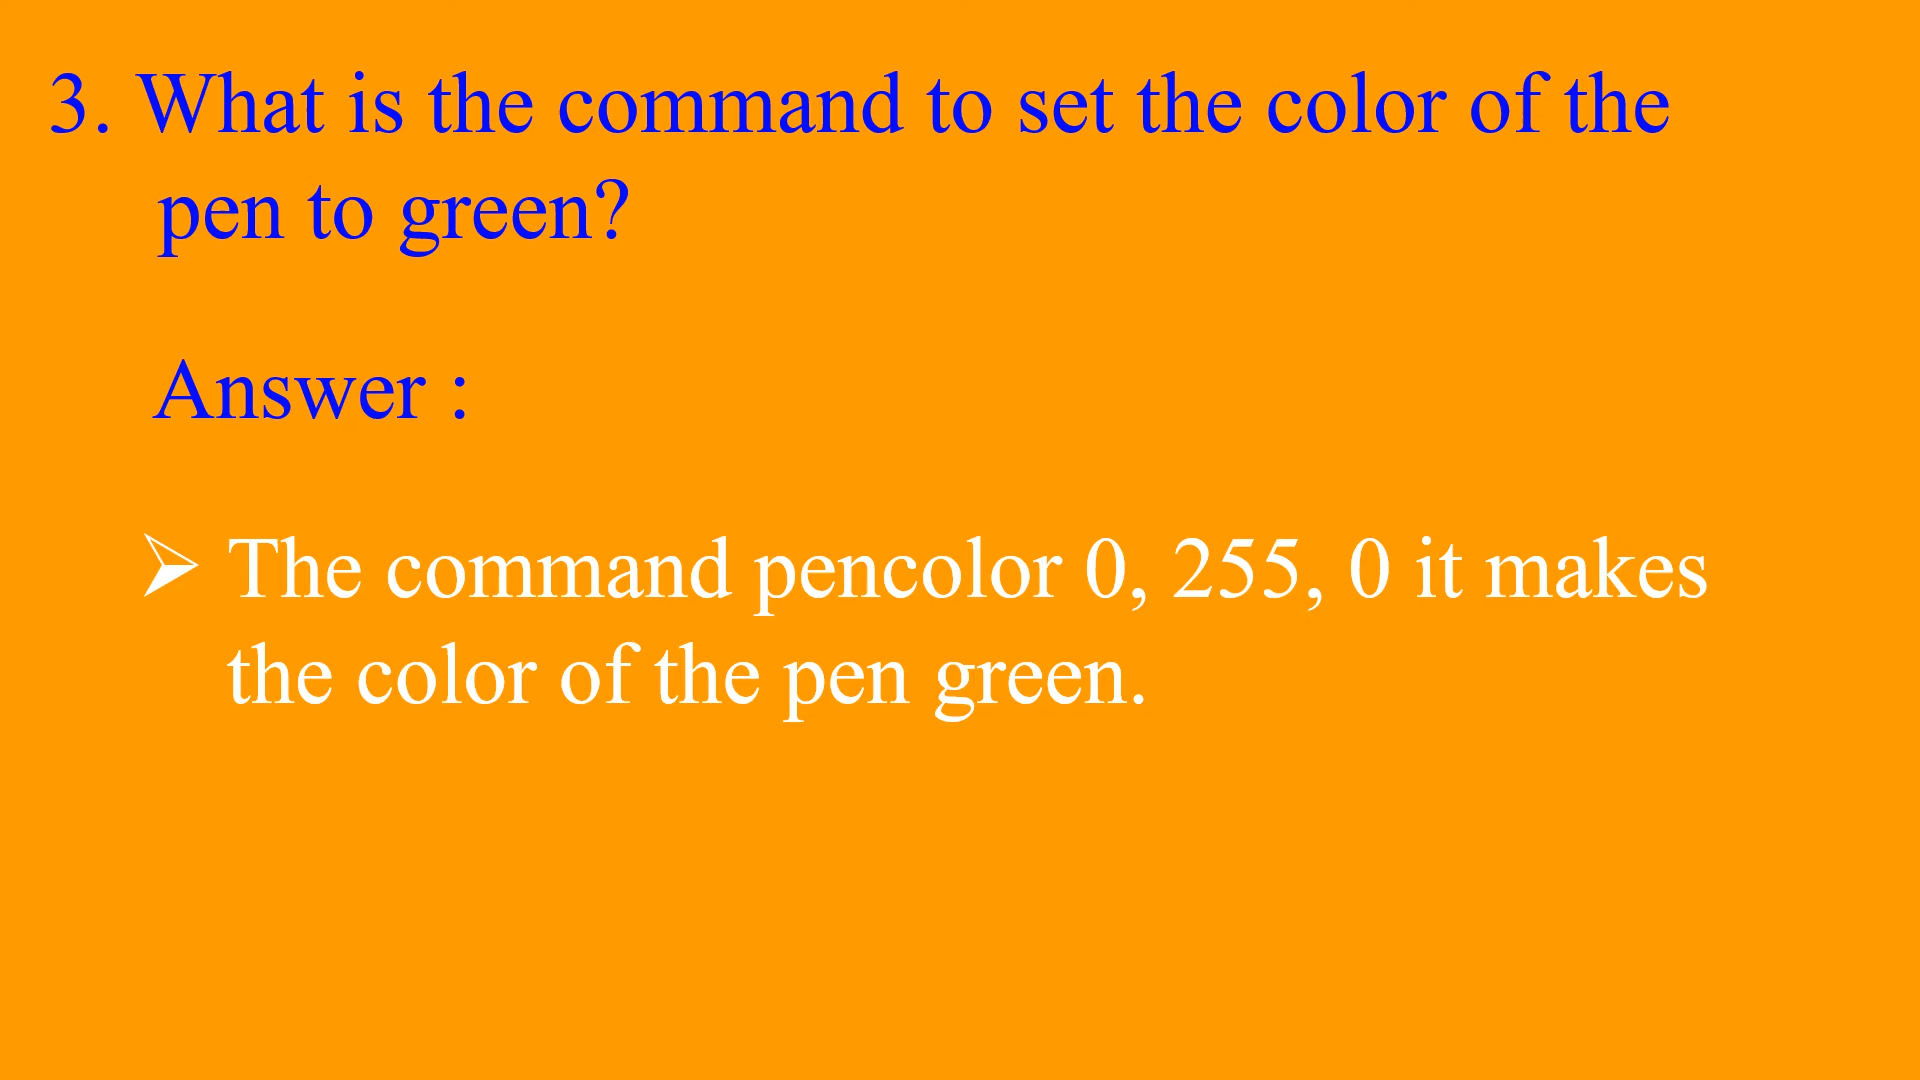 3. What is the command to set the color of the
pen to green?
Answer :
➢ The command pencolor 0, 255, 0 it makes
the color of the pen green.